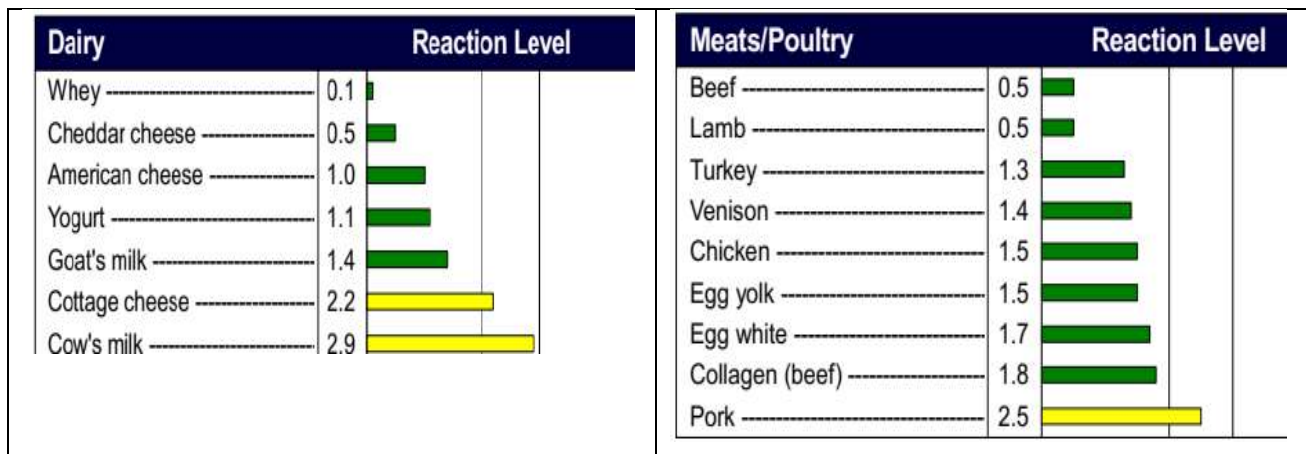 Dairy Reaction Level
Whey 0.1
Cheddar cheese 0.5
American cheese 1.0
Yogurt 1.1
Goat's milk 1.4
Cottage cheese 2.2
Cow's milk 2.9
Meats/Poultry Reaction Level
Beef 0.5
Lamb 0.5
Turkey 1.3
Venison 1.4
Chicken 1.5
Egg yolk 1.5
Egg white 1.7
Collagen (beef) 1.8
Pork 2.5